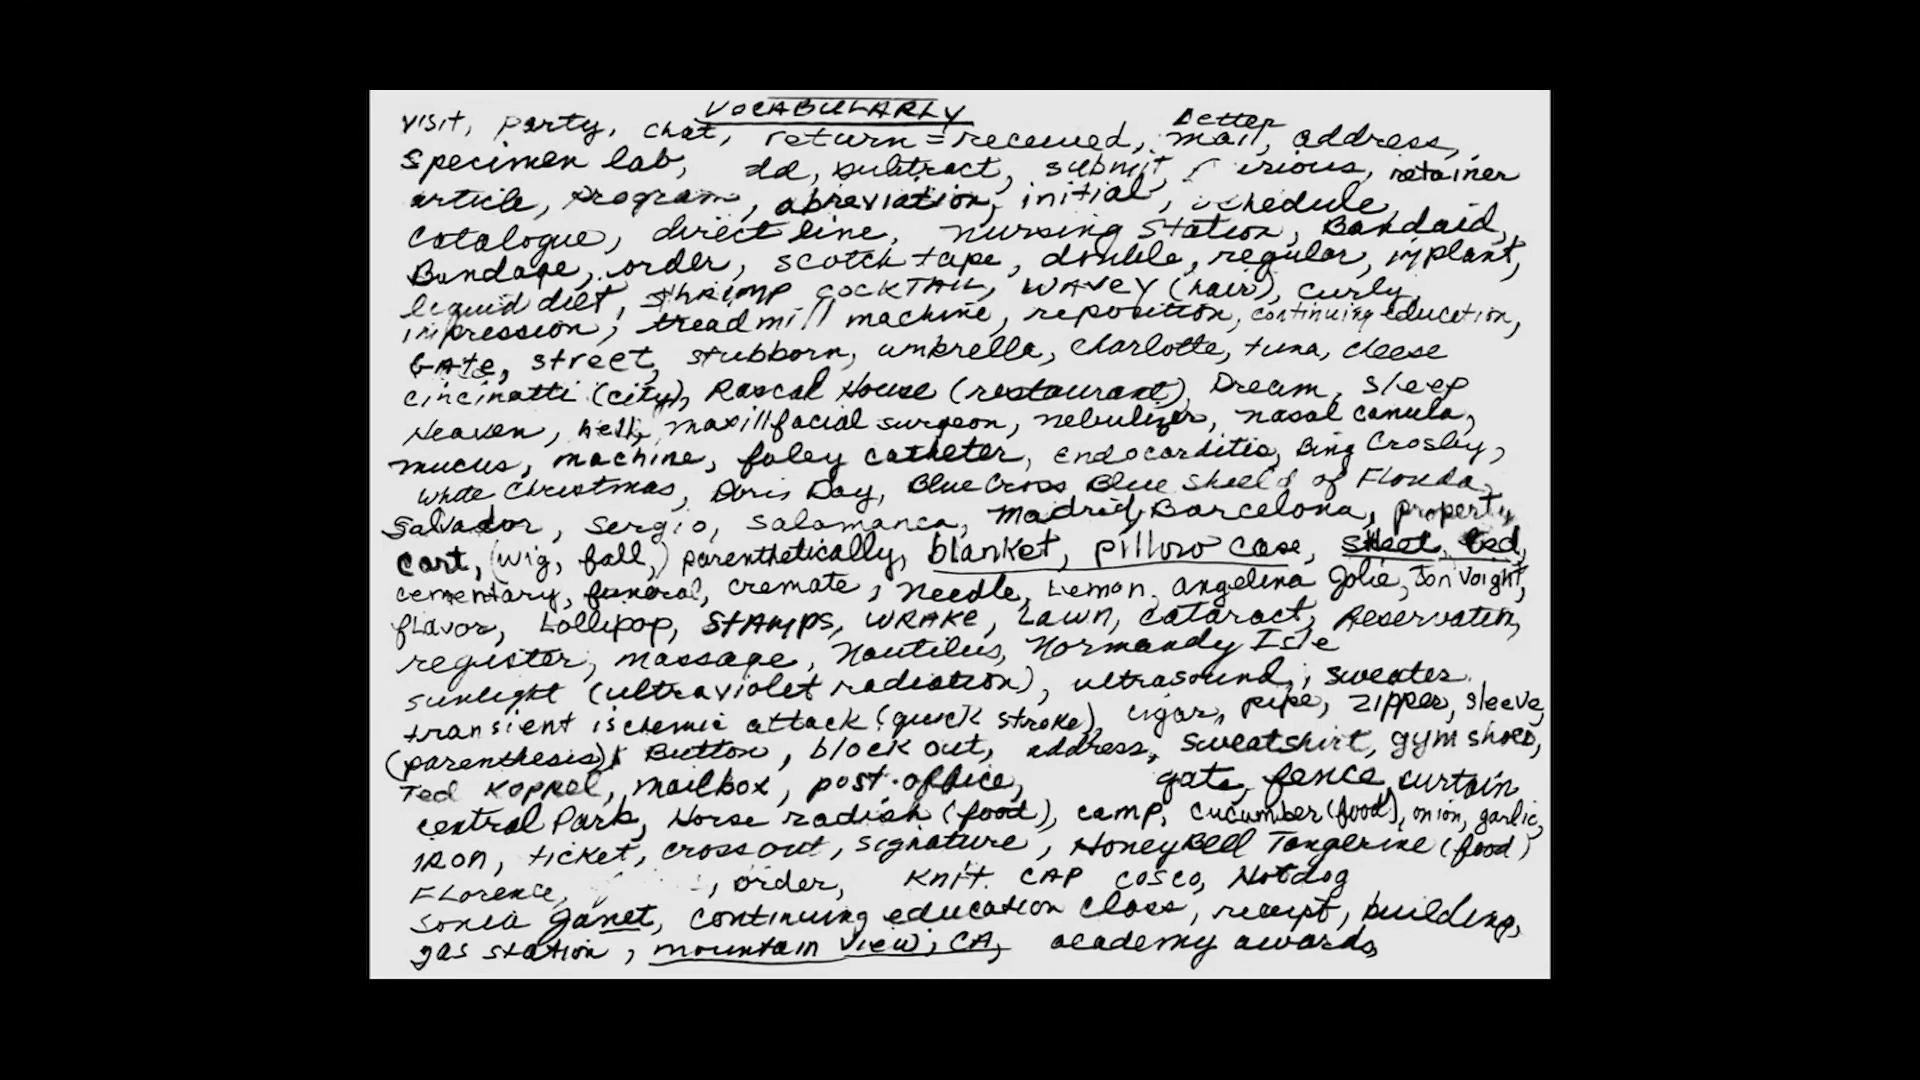 VOCABULARLY
visit, party, chat, return = received, mail, address,
Letter
specimen lab, dd, subtract, submit, retainer
article, program, abreviation, initial, schedule,
catalogue, direct line, nursing station, Bandaid,
Bandage, order, scotch tape, double, regular, implant,
liquid diet, SHRIMP COCKTAIL, WAVEY (hair), curly,
impression, treadmill machine, reposition, continuing education,
GATE, street, stubborn, umbrella, charlotte, tuna, cheese
cincinatti (city), Rascal House (restaurant), Dream, sleep
Heaven, hell, maxillfacial surgeon, nebulizer, nasal canula,
mucus, machine, foley catheter, endocarditis, Bing Crosby,
White Christmas, Doris Day, Blue Cross Blue Shield of Florida,
Salvador, Sergio, Salamanca, Madrid, Barcelona, property
cart, (wig, fall,) parenthetically, blanket, pillow case, sheet, bed,
cementary, funeral, cremate, needle, Lemon, Angelina Jolie, Jon Voight,
flavor, Lollipop, STAMPS, WRAKE, LAWN, cataract, Reservation,
register, massage, Nautilus, Normandy Isle
sunlight (ultraviolet radiation), ultrasound, sweater
transient ischemic attack (quick stroke), cigar, pipe, zipper, sleeve,
(parenthesis), Button, block out, address, sweatshirt, gym shoes,
Ted Koppel, mailbox, post-office, gate, fence, curtain
central Park, Horse radish (food), camp, cucumber (food), onion, garlic,
IRON, ticket, cross out, signature, HoneyBell Tangerine (food)
Florence, , order, Knit CAP COSCO, Hotdog
Sonia Janet, continuing education class, receipt, building,
gas station, mountain view, CA, academy awards,